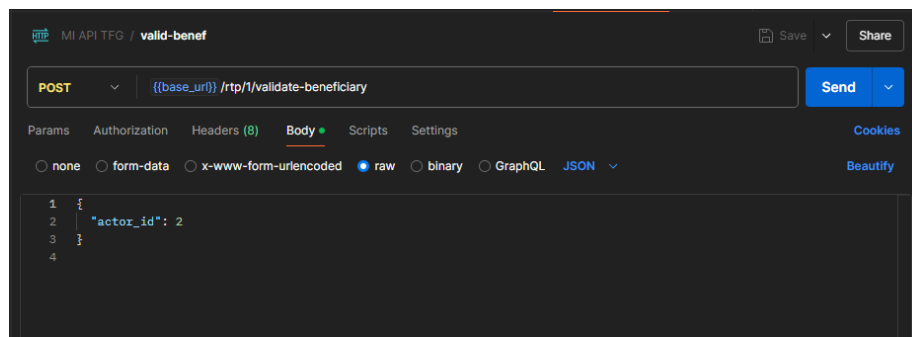 HTTP MI API TFG / valid-benef Save Share
POST {{base_url}} /rtp/1/validate-beneficiary Send
Params Authorization Headers (8) Body Scripts Settings Cookies
none form-data x-www-form-urlencoded raw binary GraphQL JSON Beautify
1 {
2 "actor_id": 2
3 }
4